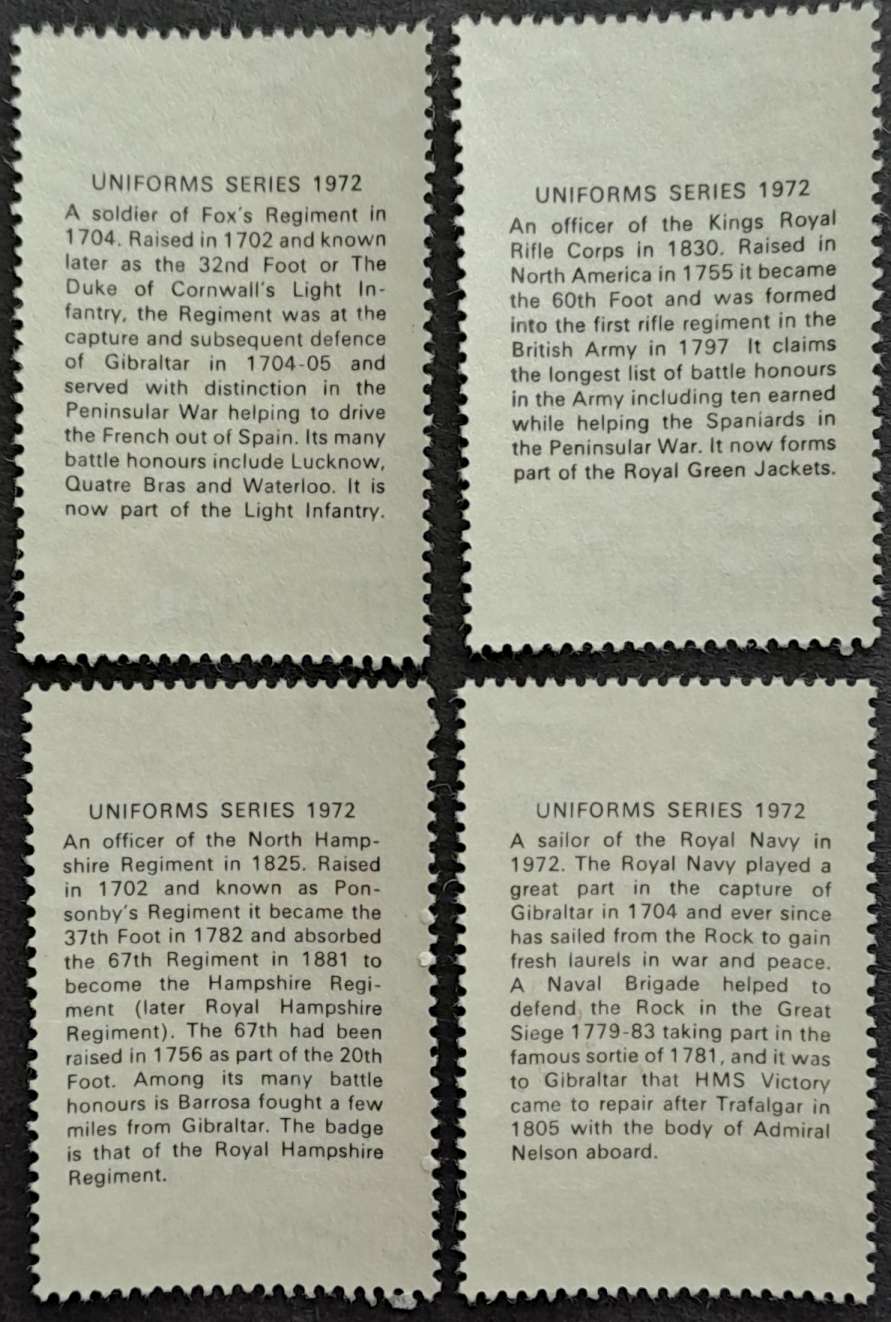 UNIFORMS SERIES 1972
A soldier of Fox's Regiment in
1704. Raised in 1702 and known
later as the 32nd Foot or The
Duke of Cornwall's Light In-
fantry, the Regiment was at the
capture and subsequent defence
of Gibraltar in 1704-05 and
served with distinction in the
Peninsular War helping to drive
the French out of Spain. Its many
battle honours include Lucknow,
Quatre Bras and Waterloo. It is
now part of the Light Infantry.
UNIFORMS SERIES 1972
An officer of the Kings Royal
Rifle Corps in 1830. Raised in
North America in 1755 it became
the 60th Foot and was formed
into the first rifle regiment in the
British Army in 1797 It claims
the longest list of battle honours
in the Army including ten earned
while helping the Spaniards in
the Peninsular War. It now forms
part of the Royal Green Jackets.
UNIFORMS SERIES 1972
An officer of the North Hamp-
shire Regiment in 1825. Raised
in 1702 and known as Pon-
sonby's Regiment it became the
37th Foot in 1782 and absorbed
the 67th Regiment in 1881 to
become the Hampshire Regi-
ment (later Royal Hampshire
Regiment). The 67th had been
raised in 1756 as part of the 20th
Foot. Among its many battle
honours is Barrosa fought a few
miles from Gibraltar. The badge
is that of the Royal Hampshire
Regiment.
UNIFORMS SERIES 1972
A sailor of the Royal Navy in
1972. The Royal Navy played a
great part in the capture of
Gibraltar in 1704 and ever since
has sailed from the Rock to gain
fresh laurels in war and peace.
A Naval Brigade helped to
defend the Rock in the Great
Siege 1779-83 taking part in the
famous sortie of 1781, and it was
to Gibraltar that HMS Victory
came to repair after Trafalgar in
1805 with the body of Admiral
Nelson aboard.